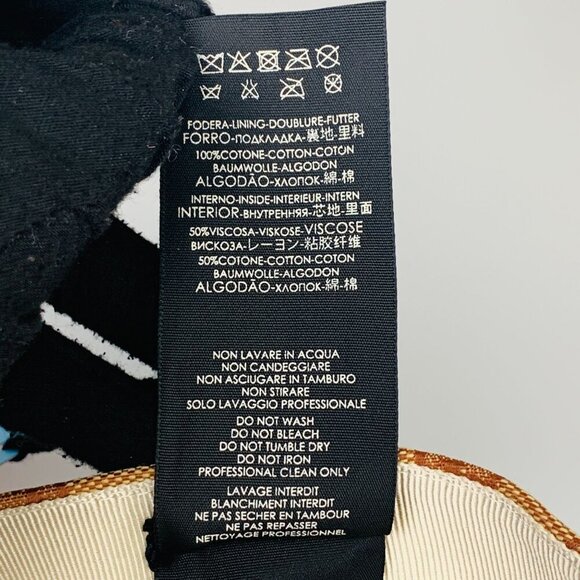 FODERA-LINING-DOUBLURE-FUTTER
FORRO-ПОДКЛАДКА-裏地-里料
100%COTONE-COTTON-COTON
BAUMWOLLE-ALGODON
ALGODÃO-ХЛОПОК-綿-棉
INTERNO-INSIDE-INTERIEUR-INTERN
INTERIOR-ВНУТРЕННЯЯ-芯地-里面
50%VISCOSA-VISKOSE-VISCOSE
ВИСКОЗА-レーヨン-粘胶纤维
50%COTONE-COTTON-COTON
BAUMWOLLE-ALGODON
ALGODÃO-ХЛОПОК-綿-棉
NON LAVARE IN ACQUA
NON CANDEGGIARE
NON ASCIUGARE IN TAMBURO
NON STIRARE
SOLO LAVAGGIO PROFESSIONALE
DO NOT WASH
DO NOT BLEACH
DO NOT TUMBLE DRY
DO NOT IRON
PROFESSIONAL CLEAN ONLY
LAVAGE INTERDIT
BLANCHIMENT INTERDIT
NE PAS SECHER EN TAMBOUR
NE PAS REPASSER
NETTOYAGE PROFESSIONNEL